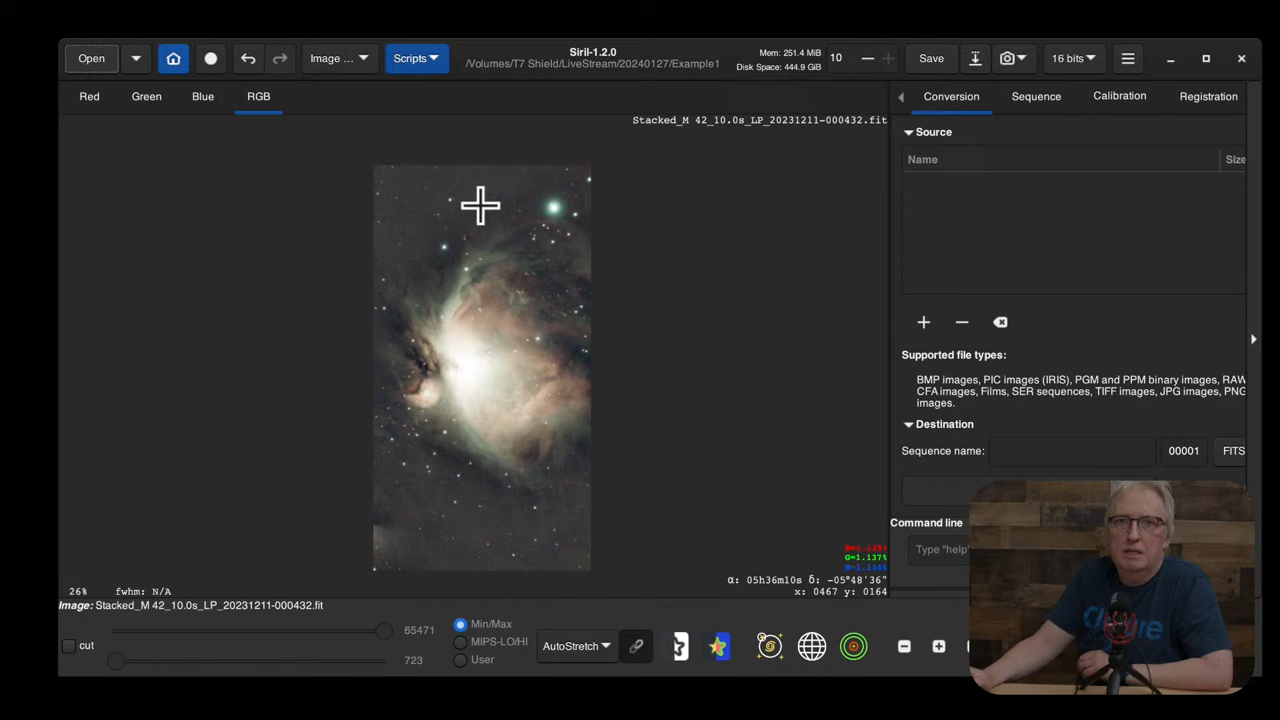 Open
Image ...
Scripts
Siril-1.2.0
/Volumes/T7 Shield/LiveStream/20240127/Example1
Mem: 251.4 MiB
Disk Space: 444.9 GiB
10
Save
16 bits
Red
Green
Blue
RGB
Conversion
Sequence
Calibration
Registration
Stacked_M 42_10.0s_LP_20231211-000432.fit
Source
Name
Size
Supported file types:
BMP images, PIC images (IRIS), PGM and PPM binary images, RAW
CFA images, Films, SER sequences, TIFF images, JPG images, PNG
images.
Destination
Sequence name:
00001
FITS
Command line
Type "help"
G=1.137%
α: 05h36m10s δ: -05°48'36"
x: 0467 y: 0164
26%
fwhm: N/A
Image: Stacked_M 42_10.0s_LP_20231211-000432.fit
cut
65471
723
Min/Max
MIPS-LO/HI
User
AutoStretch